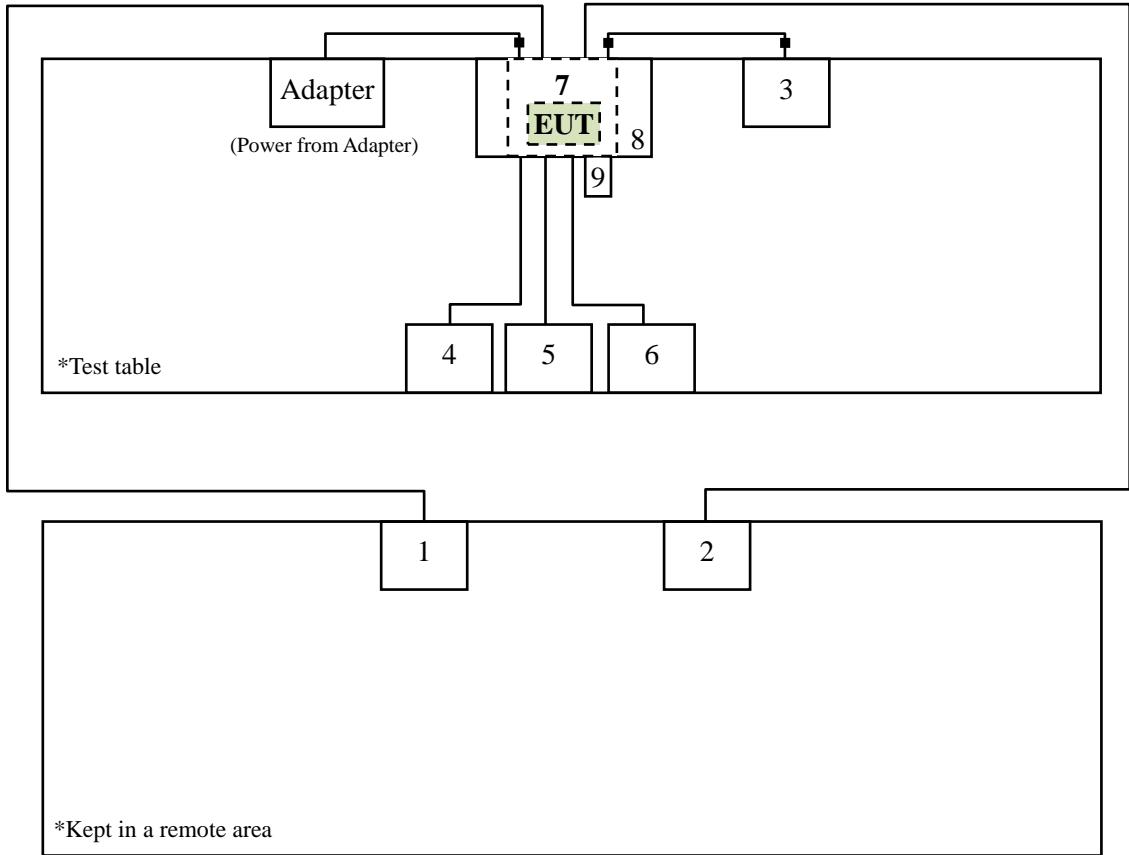 Adapter
(Power from Adapter)
7
EUT
8
9
3
4
5
6
*Test table
1
2
*Kept in a remote area